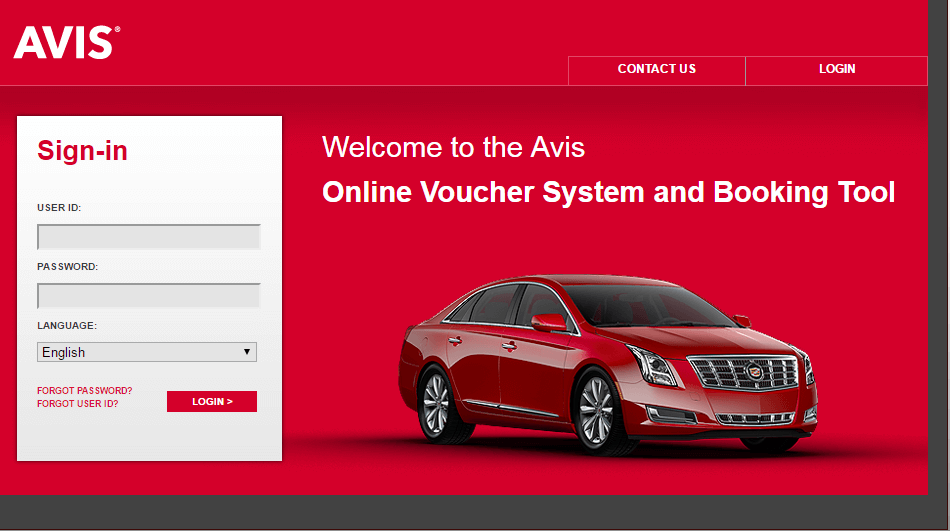 AVIS®
CONTACT US
LOGIN
Sign-in
USER ID:
PASSWORD:
LANGUAGE:
English
FORGOT PASSWORD?
FORGOT USER ID?
LOGIN >
Welcome to the Avis
Online Voucher System and Booking Tool